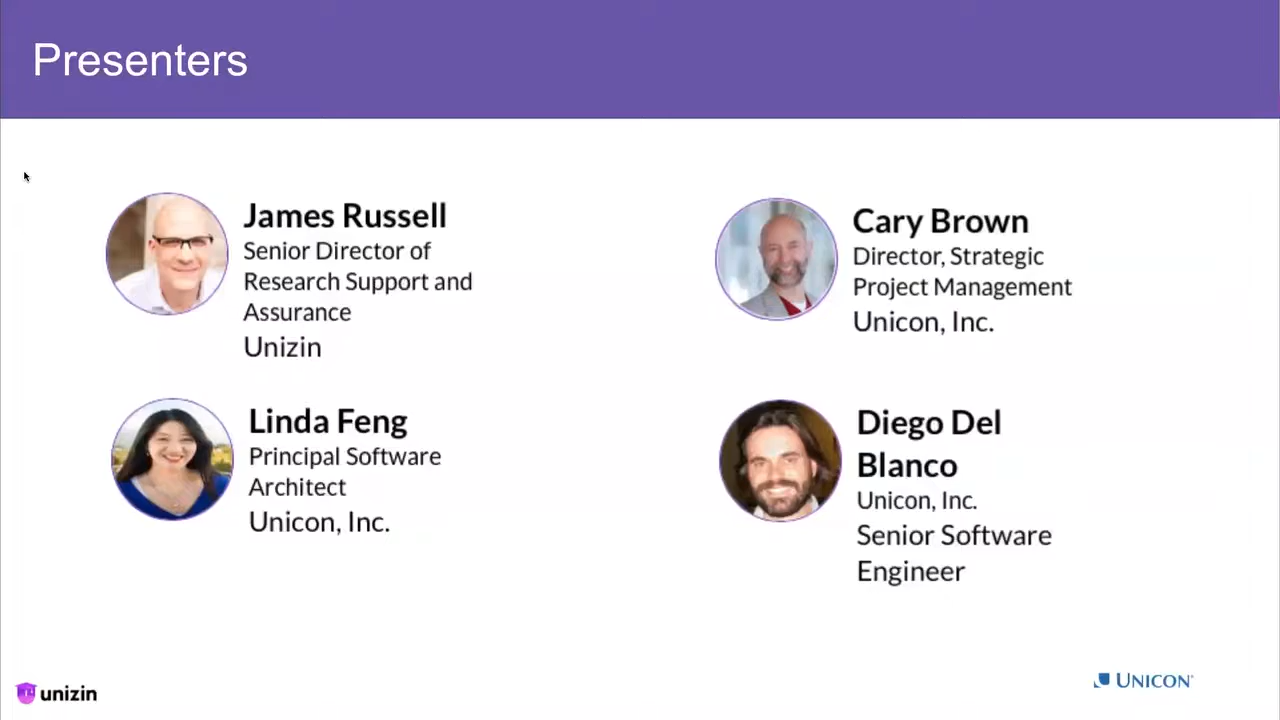 Presenters
James Russell
Senior Director of
Research Support and
Assurance
Unizin
Cary Brown
Director, Strategic
Project Management
Unicon, Inc.
Linda Feng
Principal Software
Architect
Unicon, Inc.
Diego Del
Blanco
Unicon, Inc.
Senior Software
Engineer
unizin
UNICON